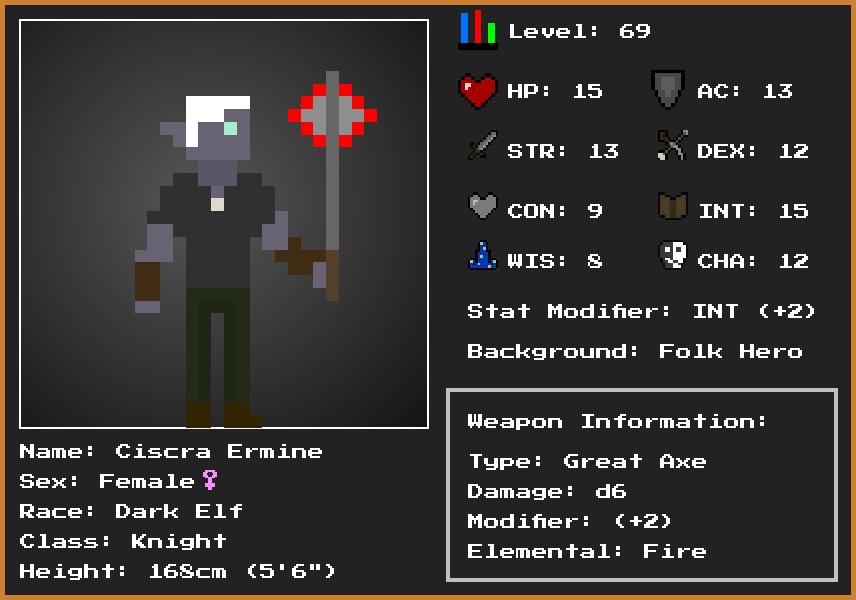 Level: 69
HP: 15
AC: 13
STR: 13
DEX: 12
CON: 9
INT: 15
WIS: 8
CHA: 12
Stat Modifier: INT (+2)
Background: Folk Hero
Name: Ciscra Ermine
Sex: Female♀
Race: Dark Elf
Class: Knight
Height: 168cm (5'6")
Weapon Information:
Type: Great Axe
Damage: d6
Modifier: (+2)
Elemental: Fire